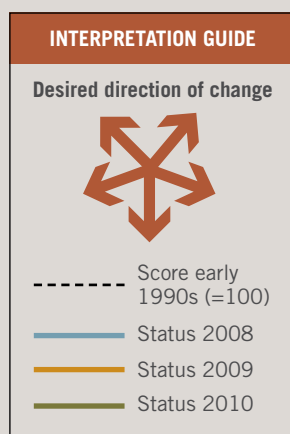 INTERPRETATION GUIDE
Desired direction of change
Score early
1990s (=100)
Status 2008
Status 2009
Status 2010